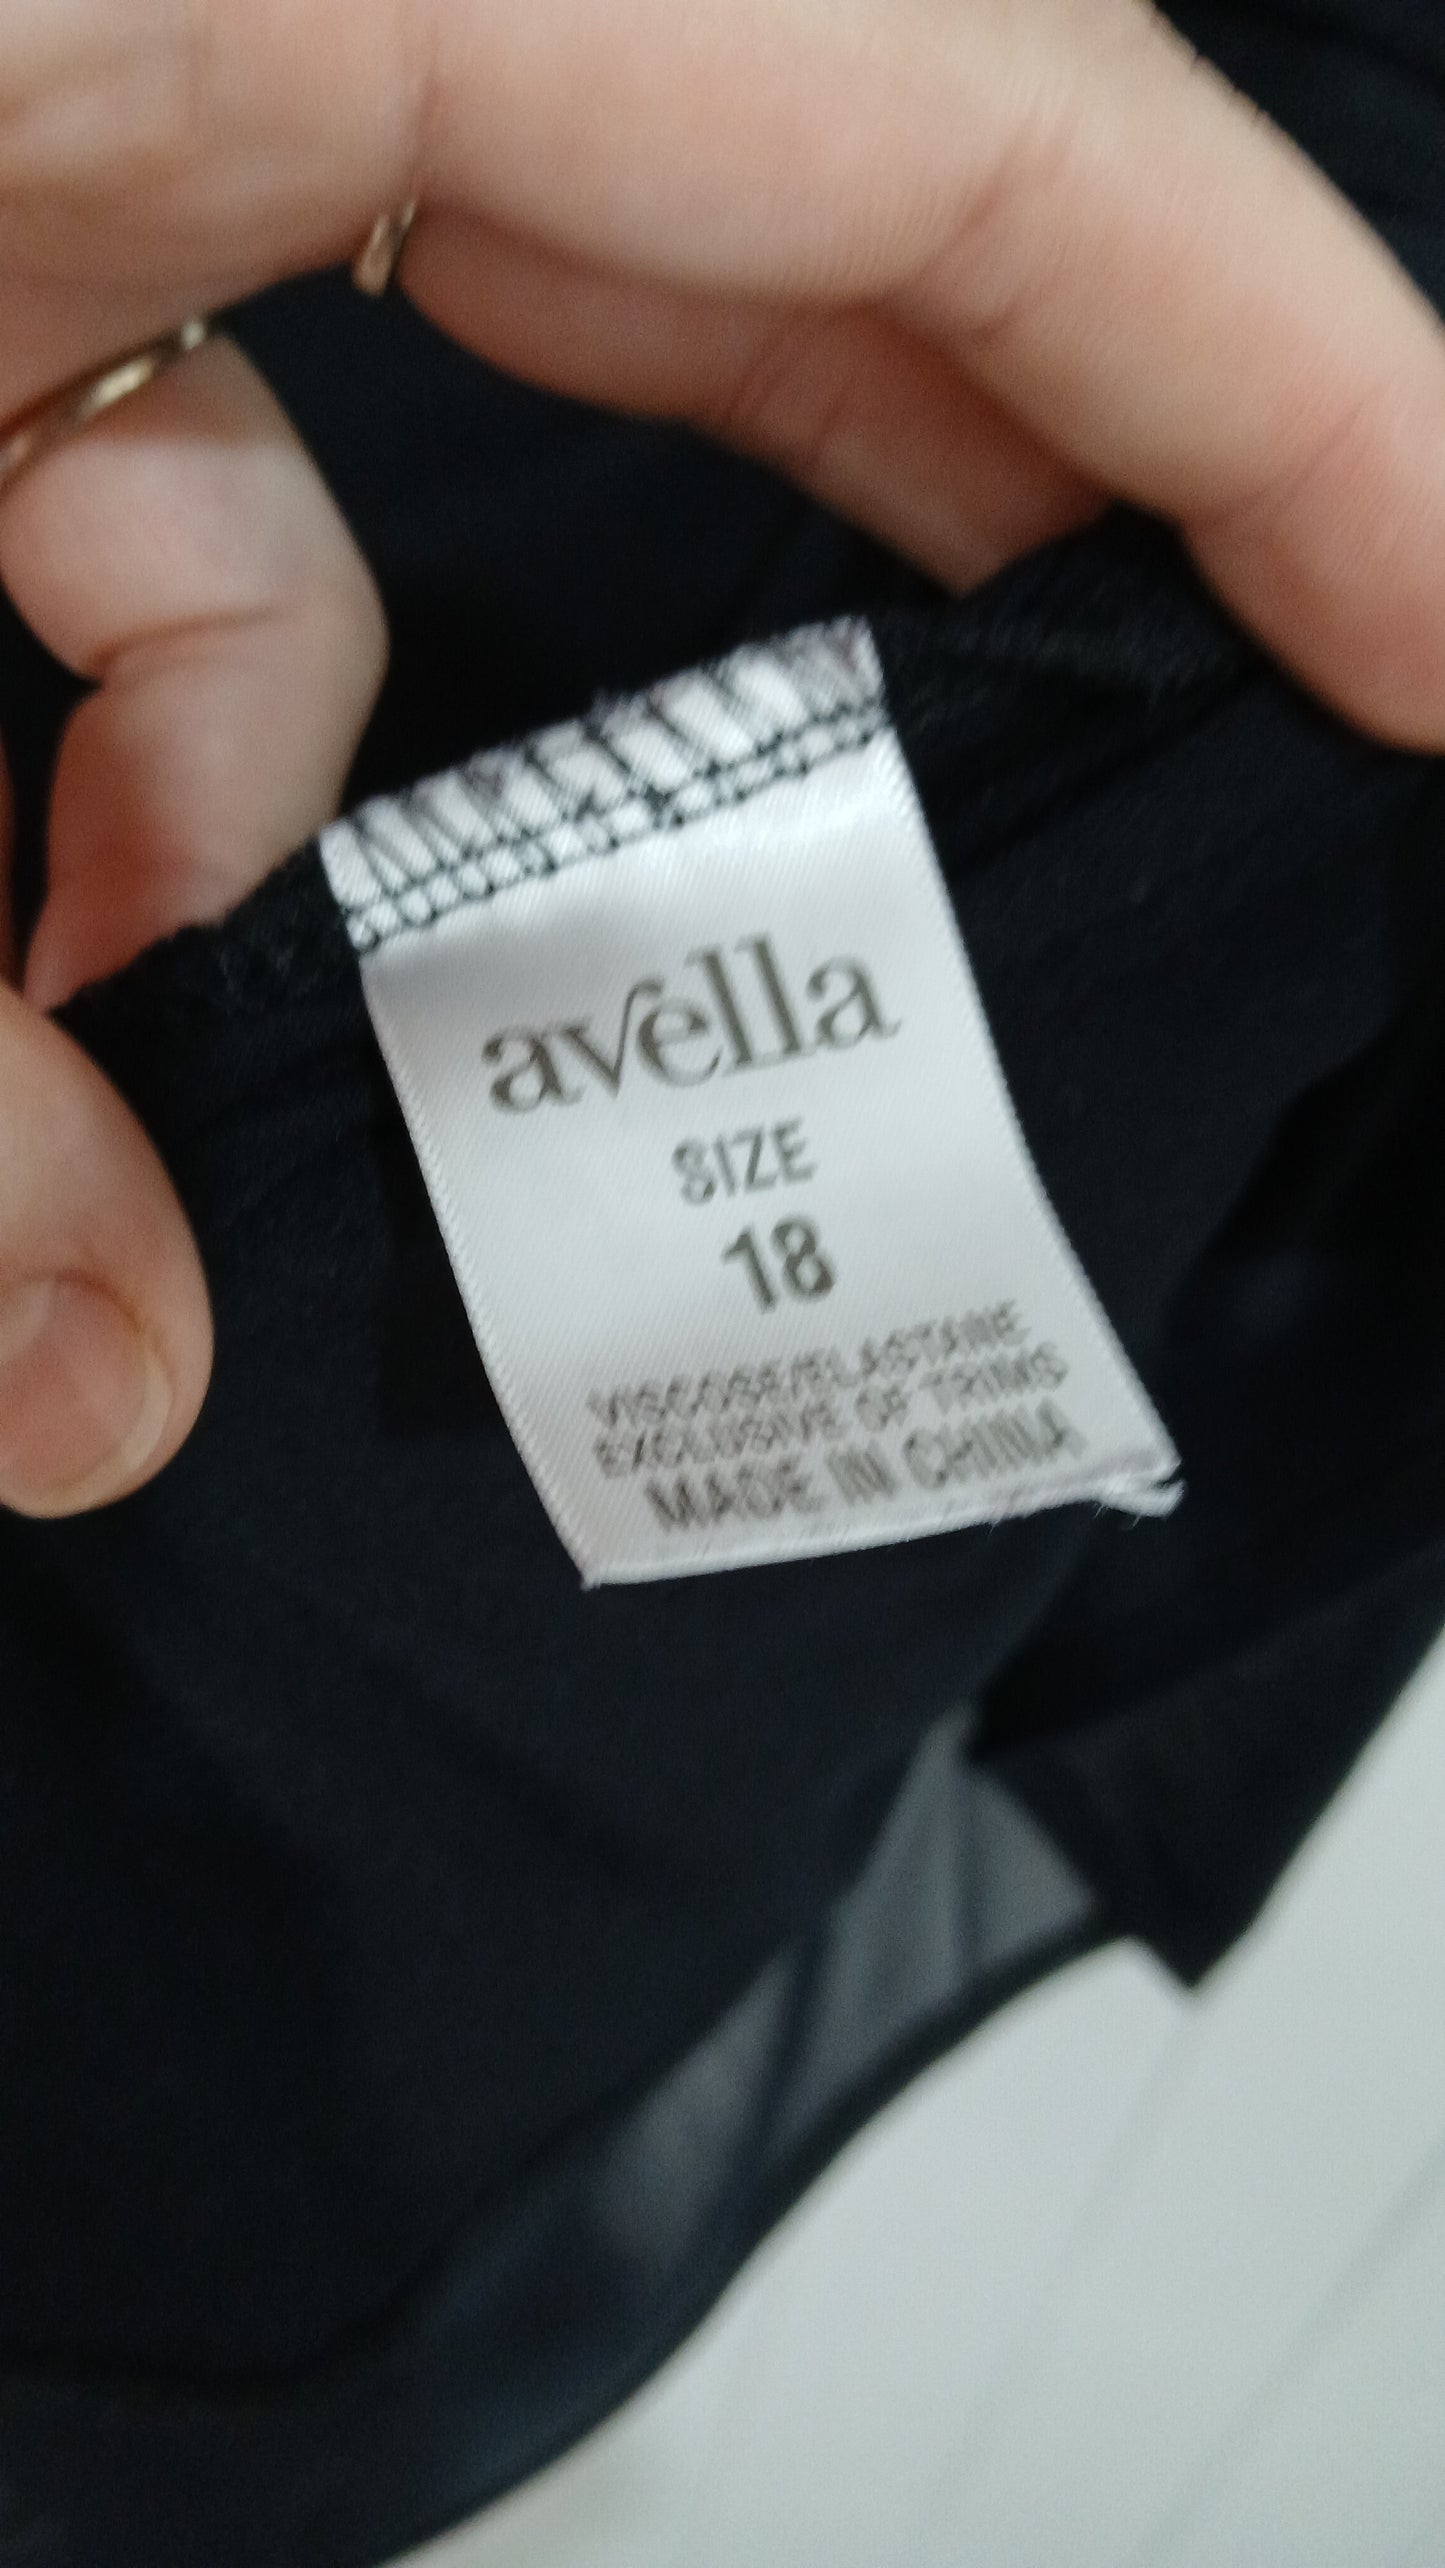 avella
SIZE
18
VISCOSE/ELASTANE
EXCLUSIVE OF TRIMS
MADE IN CHINA